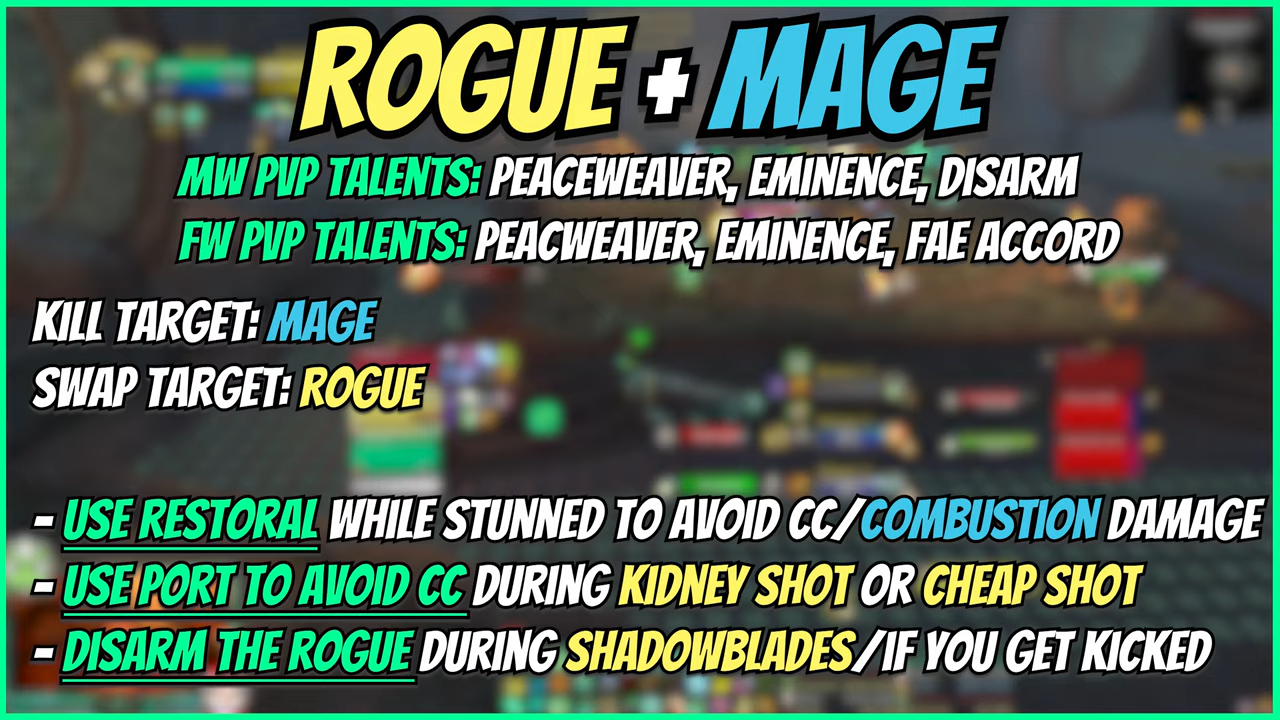 ROGUE + MAGE
MW PVP TALENTS: PEACEWEAVER, EMINENCE, DISARM
FW PVP TALENTS: PEACWEAVER, EMINENCE, FAE ACCORD
KILL TARGET: MAGE
SWAP TARGET: ROGUE
- USE RESTORAL WHILE STUNNED TO AVOID CC/COMBUSTION DAMAGE
- USE PORT TO AVOID CC DURING KIDNEY SHOT OR CHEAP SHOT
- DISARM THE ROGUE DURING SHADOWBLADES/IF YOU GET KICKED